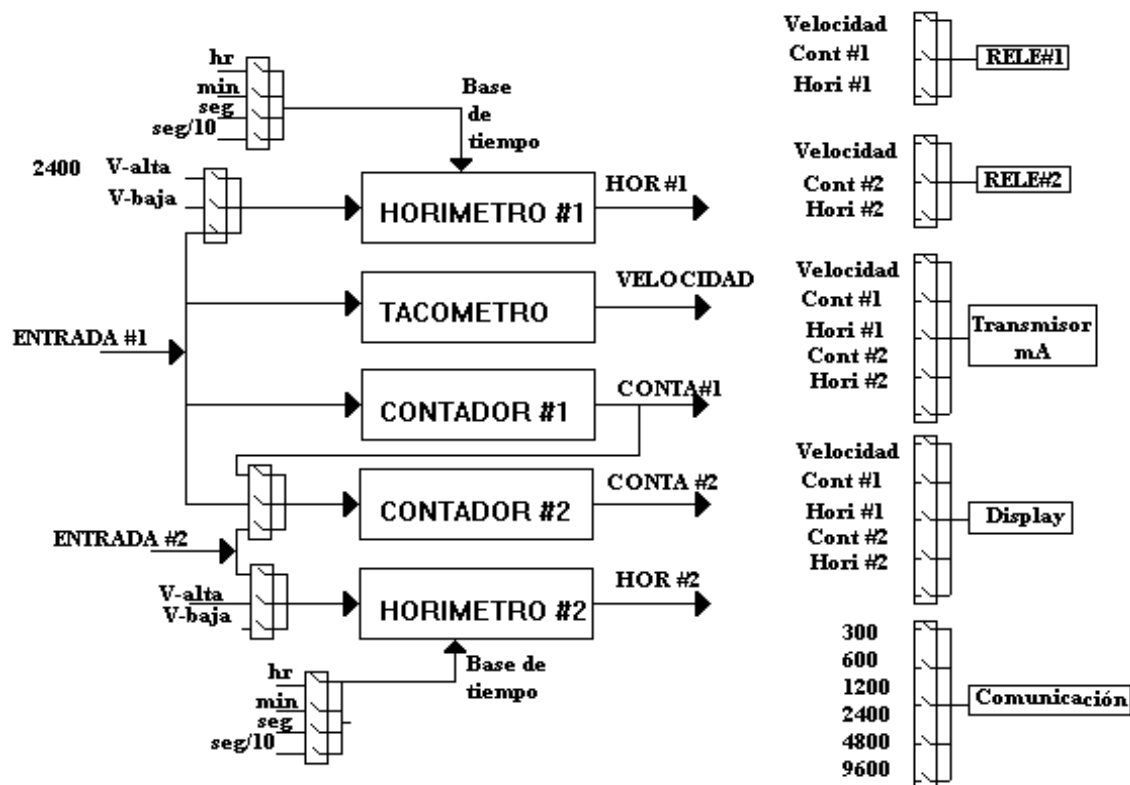 hr
min
seg
seg/10
Base
de
tiempo
2400
V-alta
V-baja
HORIMETRO #1
HOR #1
TACOMETRO
VELOCIDAD
ENTRADA #1
CONTADOR #1
CONTA#1
CONTADOR #2
CONTA #2
ENTRADA #2
V-alta
V-baja
HORIMETRO #2
HOR #2
Base de
tiempo
hr
min
seg
seg/10
Velocidad
Cont #1
Hori #1
RELE#1
Velocidad
Cont #2
Hori #2
RELE#2
Velocidad
Cont #1
Hori #1
Cont #2
Hori #2
Transmisor
mA
Velocidad
Cont #1
Hori #1
Cont #2
Hori #2
Display
300
600
1200
2400
4800
9600
Comunicación